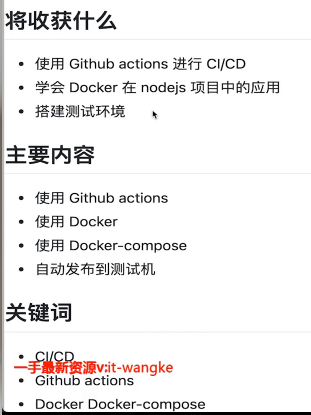 将收获什么
使用 Github actions 进行 CI/CD
学会 Docker 在 nodejs 项目中的应用
搭建测试环境
主要内容
使用 Github actions
使用 Docker
使用 Docker-compose
自动发布到测试机
关键词
CI/CD
一手最新资源v:it-wangke
Github actions
Docker Docker-compose